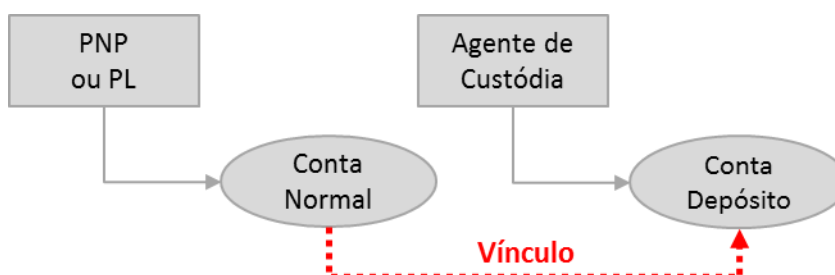 PNP
ou PL
Agente de
Custódia
Conta
Normal
Conta
Depósito
Vínculo